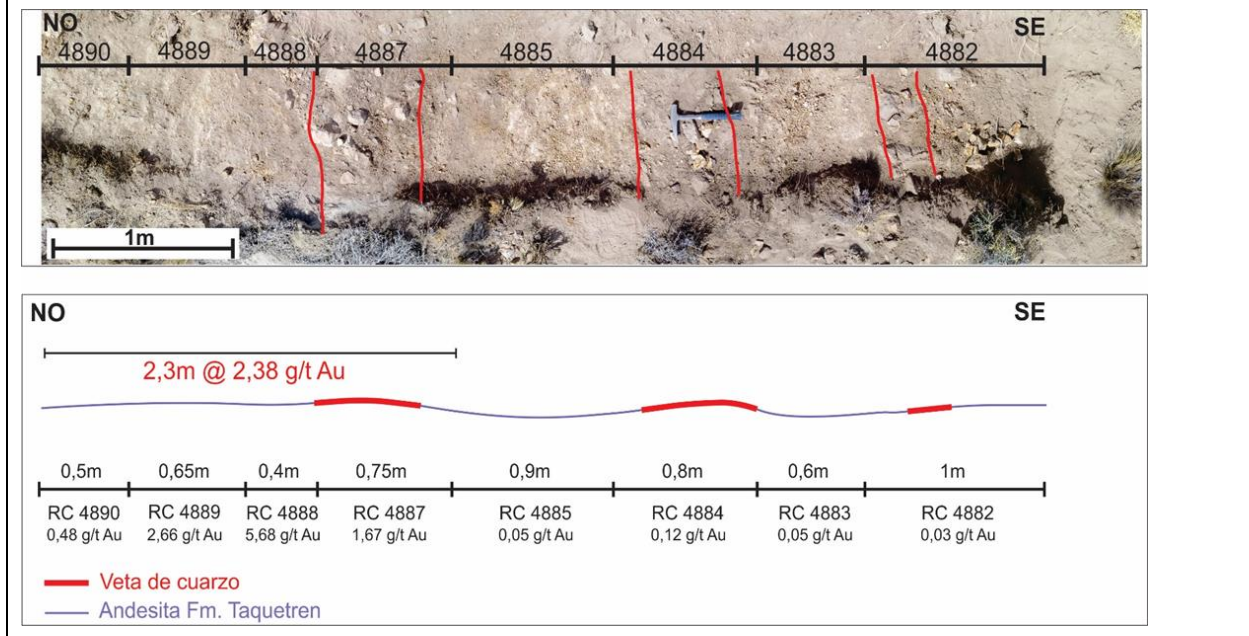 NO
SE
4890 4889 4888 4887 4885 4884 4883 4882
1m
NO
SE
2,3m @ 2,38 g/t Au
0,5m 0,65m 0,4m 0,75m 0,9m 0,8m 0,6m 1m
RC 4890 RC 4889 RC 4888 RC 4887 RC 4885 RC 4884 RC 4883 RC 4882
0,48 g/t Au 2,66 g/t Au 5,68 g/t Au 1,67 g/t Au 0,05 g/t Au 0,12 g/t Au 0,05 g/t Au 0,03 g/t Au
Veta de cuarzo
Andesita Fm. Taquetren